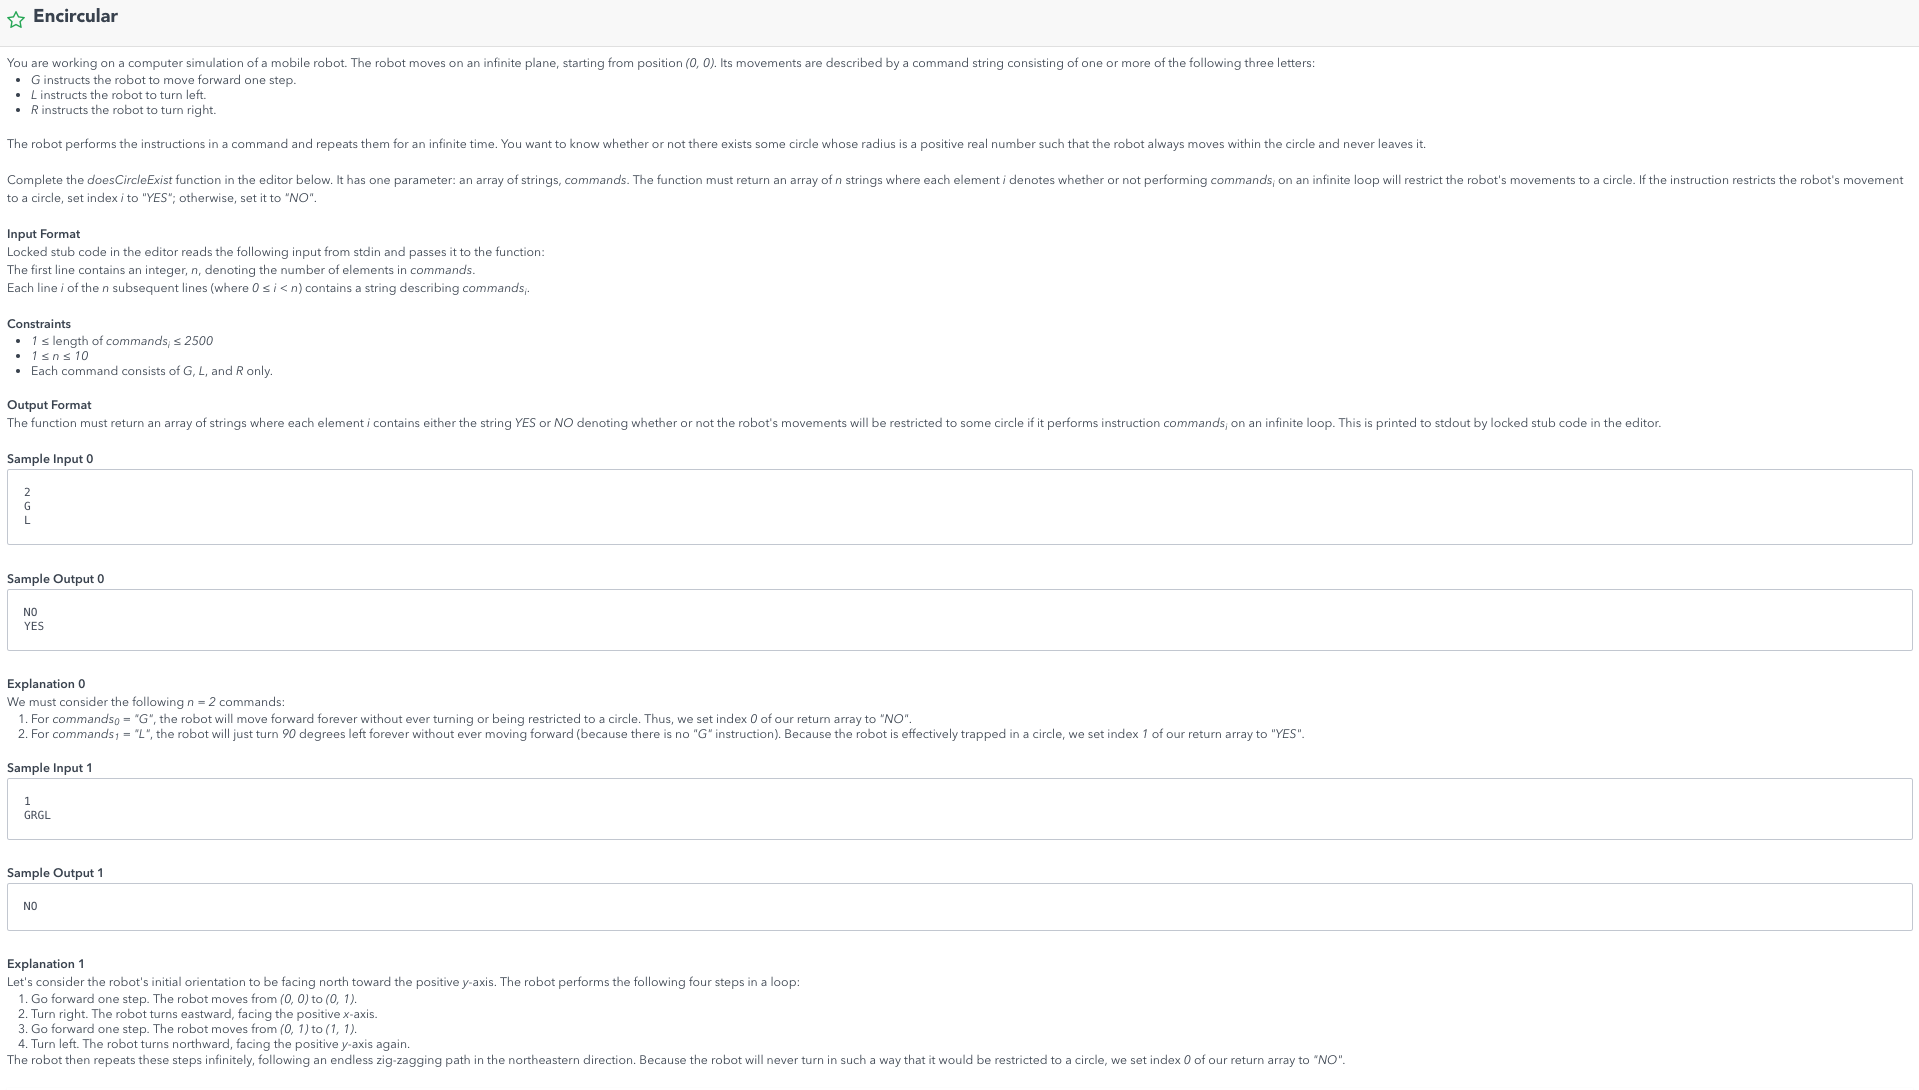 Encircular
You are working on a computer simulation of a mobile robot. The robot moves on an infinite plane, starting from position (0, 0). Its movements are described by a command string consisting of one or more of the following three letters:
• G instructs the robot to move forward one step.
• L instructs the robot to turn left.
• R instructs the robot to turn right.
The robot performs the instructions in a command and repeats them for an infinite time. You want to know whether or not there exists some circle whose radius is a positive real number such that the robot always moves within the circle and never leaves it.
Complete the doesCircleExist function in the editor below. It has one parameter: an array of strings, commands. The function must return an array of n strings where each element i denotes whether or not performing commandsi on an infinite loop will restrict the robot's movements to a circle. If the instruction restricts the robot's movement
to a circle, set index i to "YES"; otherwise, set it to "NO".
Input Format
Locked stub code in the editor reads the following input from stdin and passes it to the function:
The first line contains an integer, n, denoting the number of elements in commands.
Each line i of the n subsequent lines (where 0 ≤ i < n) contains a string describing commandsi.
Constraints
• 1 ≤ length of commandsi ≤ 2500
• 1 ≤ n ≤ 10
• Each command consists of G, L, and R only.
Output Format
The function must return an array of strings where each element i contains either the string YES or NO denoting whether or not the robot's movements will be restricted to some circle if it performs instruction commandsi on an infinite loop. This is printed to stdout by locked stub code in the editor.
Sample Input 0
2
G
L
Sample Output 0
NO
YES
Explanation 0
We must consider the following n = 2 commands:
1. For commands0 = "G", the robot will move forward forever without ever turning or being restricted to a circle. Thus, we set index 0 of our return array to "NO".
2. For commands1 = "L", the robot will just turn 90 degrees left forever without ever moving forward (because there is no "G" instruction). Because the robot is effectively trapped in a circle, we set index 1 of our return array to "YES".
Sample Input 1
1
GRGL
Sample Output 1
NO
Explanation 1
Let's consider the robot's initial orientation to be facing north toward the positive y-axis. The robot performs the following four steps in a loop:
1. Go forward one step. The robot moves from (0, 0) to (0, 1).
2. Turn right. The robot turns eastward, facing the positive x-axis.
3. Go forward one step. The robot moves from (0, 1) to (1, 1).
4. Turn left. The robot turns northward, facing the positive y-axis again.
The robot then repeats these steps infinitely, following an endless zig-zagging path in the northeastern direction. Because the robot will never turn in such a way that it would be restricted to a circle, we set index 0 of our return array to "NO".